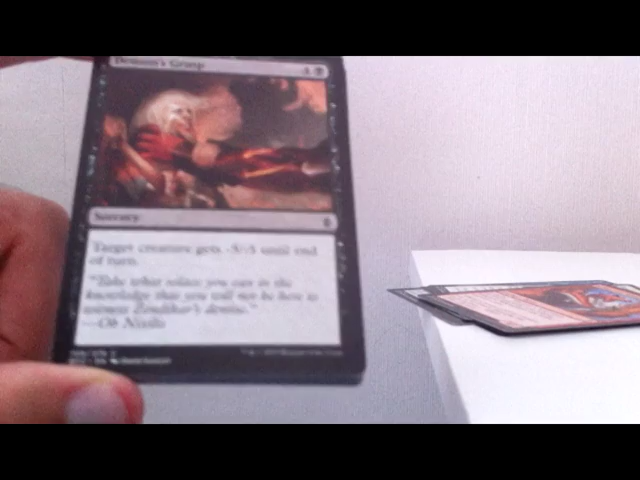 Demon's Grasp 4
Sorcery
Target creature gets -5/-5 until end
of turn.
"Take what solace you can in the
knowledge that you will not be here to
witness Zendikar's demise."
—Ob Nixilis